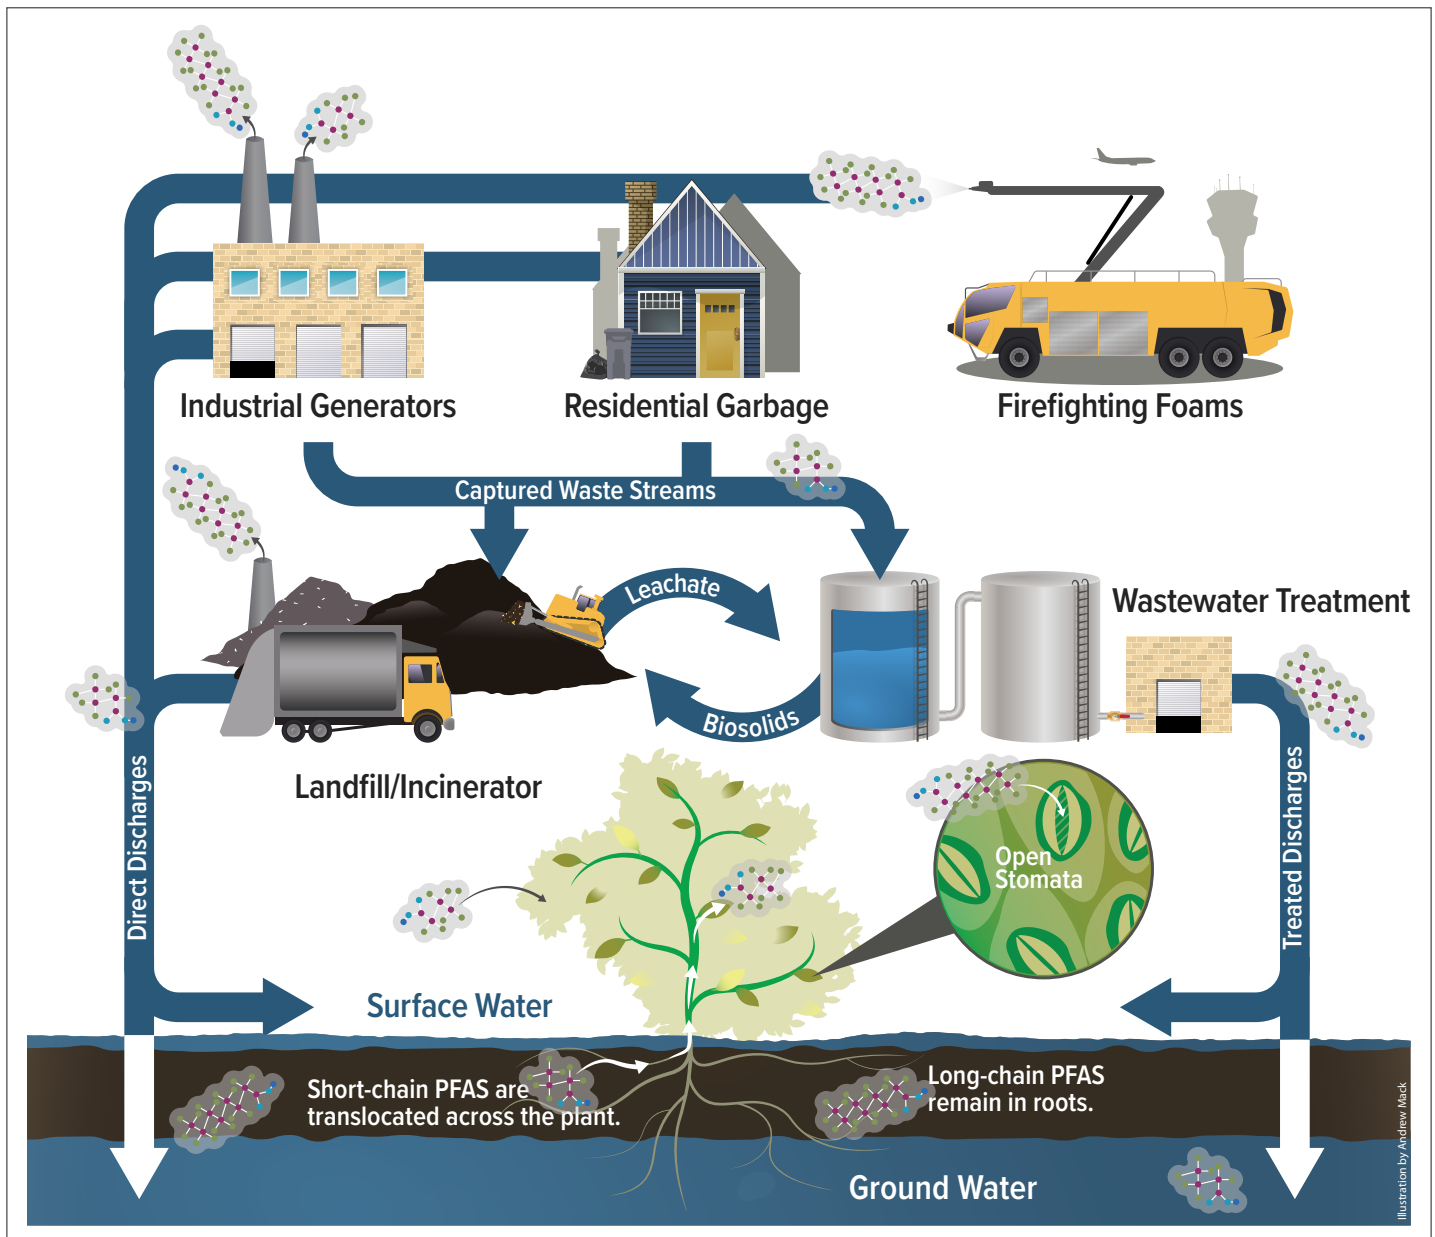 Industrial Generators
Residential Garbage
Firefighting Foams
Captured Waste Streams
Leachate
Wastewater Treatment
Biosolids
Landfill/Incinerator
Direct Discharges
Treated Discharges
Open
Stomata
Surface Water
Short-chain PFAS are
translocated across the plant.
Long-chain PFAS
remain in roots.
Ground Water
Illustration by Andrew Mack